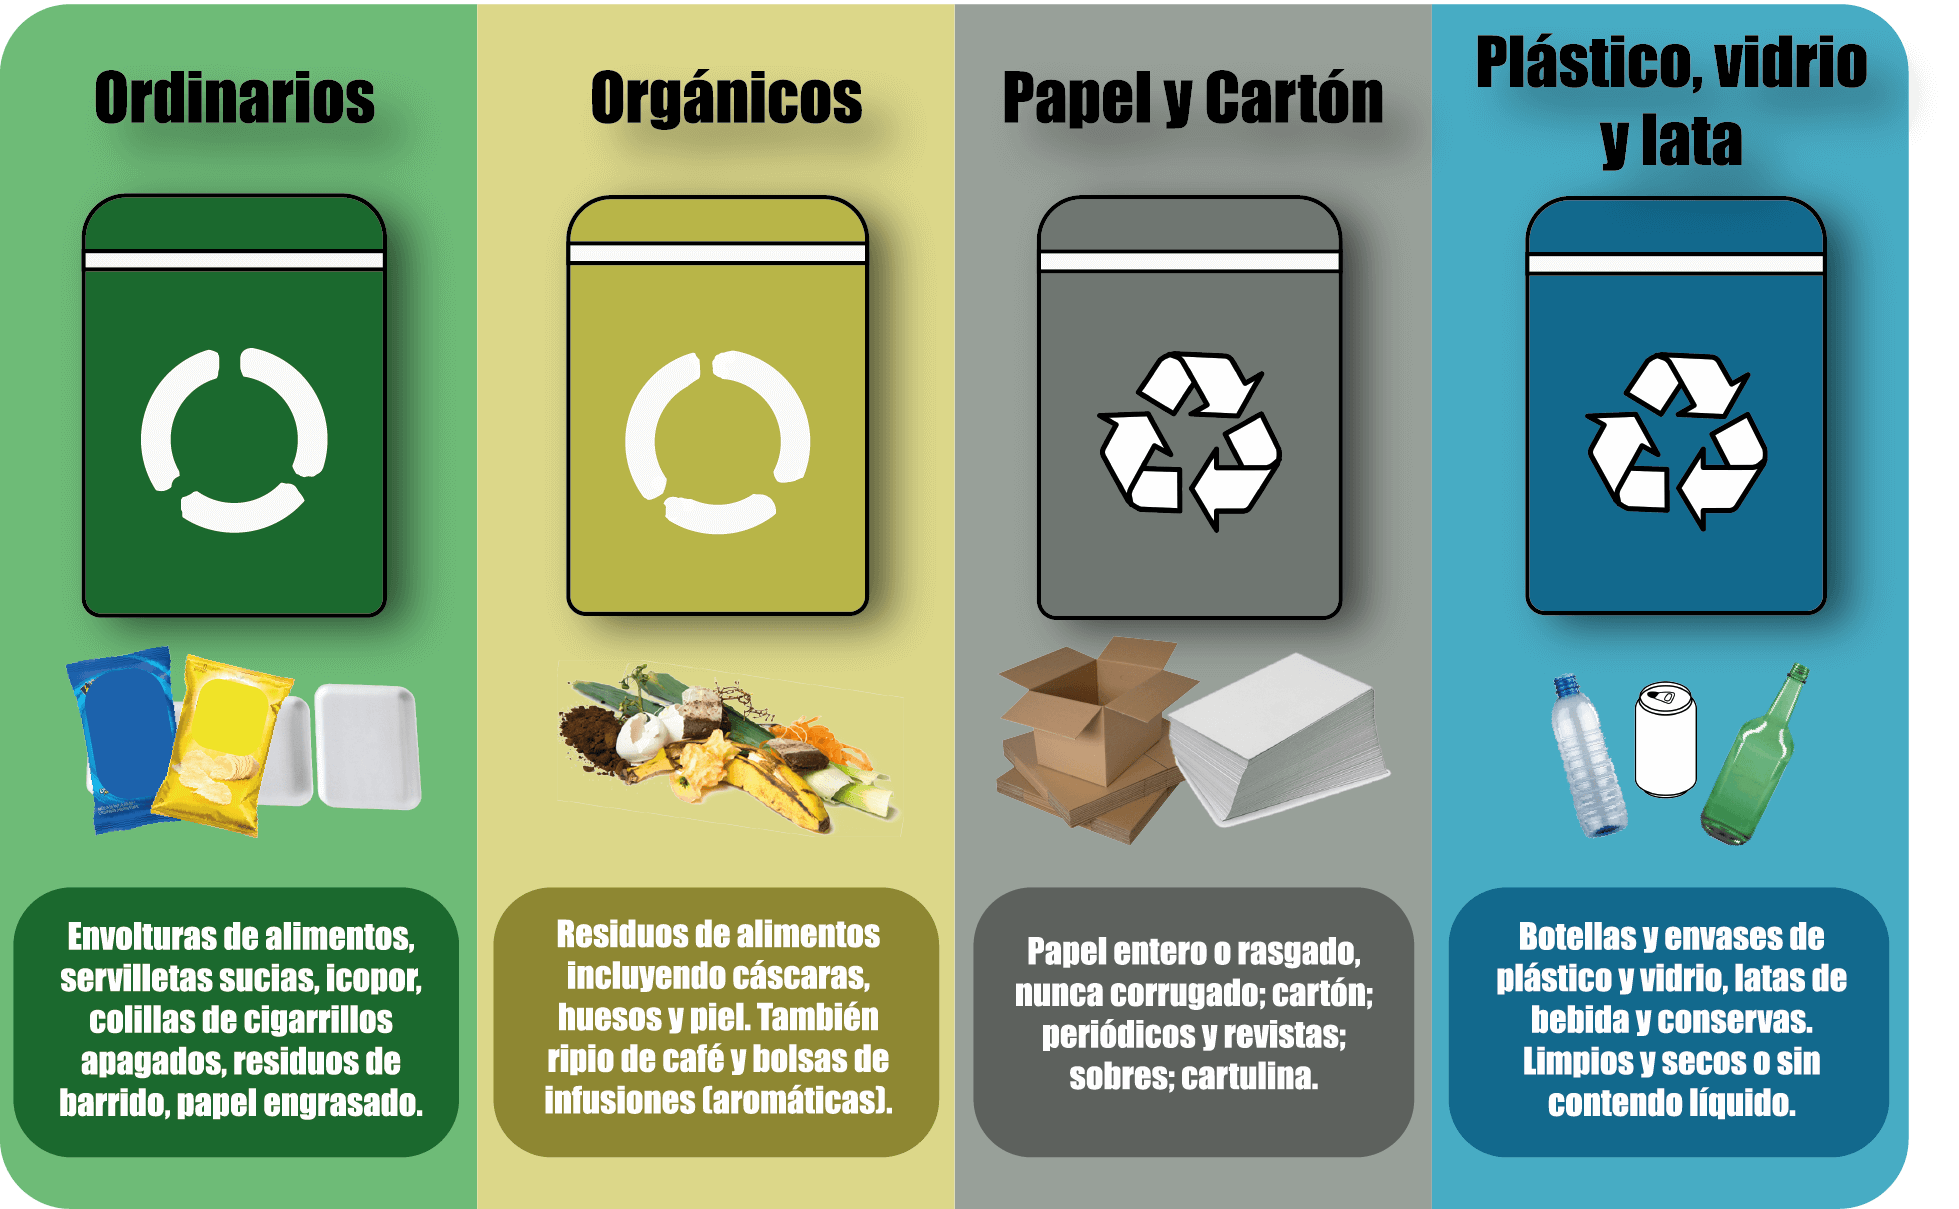 Ordinarios
Envolturas de alimentos,
servilletas sucias, icopor,
colillas de cigarrillos
apagados, residuos de
barrido, papel engrasado.
Orgánicos
Residuos de alimentos
incluyendo cáscaras,
huesos y piel. También
ripio de café y bolsas de
infusiones (aromáticas).
Papel y Cartón
Papel entero o rasgado,
nunca corrugado; cartón;
periódicos y revistas;
sobres; cartulina.
Plástico, vidrio
y lata
Botellas y envases de
plástico y vidrio, latas de
bebida y conservas.
Limpios y secos o sin
contendo líquido.